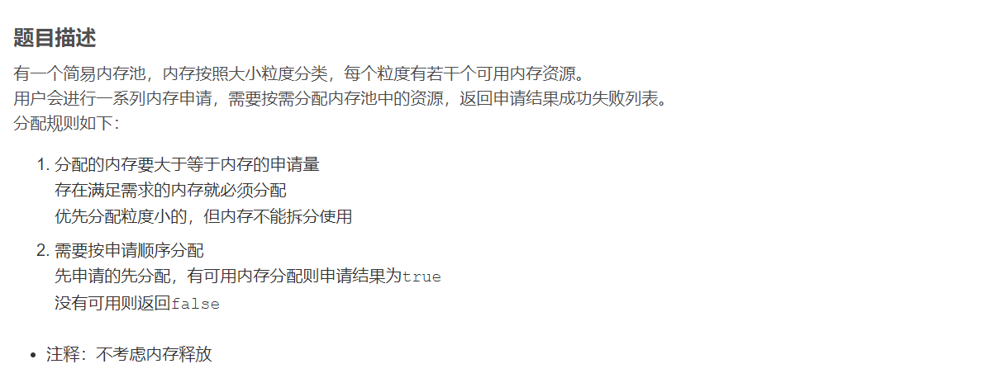 题目描述
有一个简易内存池，内存按照大小粒度分类，每个粒度有若干个可用内存资源。
用户会进行一系列内存申请，需要按需分配内存池中的资源，返回申请结果成功失败列表。
分配规则如下：
1. 分配的内存要大于等于内存的申请量
存在满足需求的内存就必须分配
优先分配粒度小的，但内存不能拆分使用
2. 需要按申请顺序分配
先申请的先分配，有可用内存分配则申请结果为true
没有可用则返回false
• 注释：不考虑内存释放